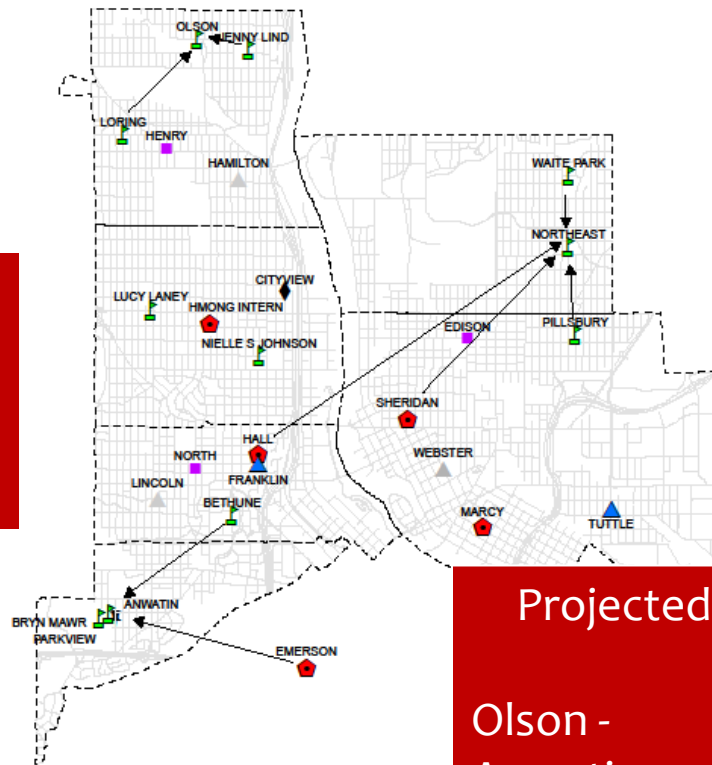 OLSON
JENNY LIND
LORING
HENRY
HAMILTON
WAITE PARK
NORTHEAST
CITYVIEW
LUCY LANEY
HMONG INTERN
NIELLE S JOHNSON
EDISON
PILLSBURY
SHERIDAN
HALL
NORTH
WEBSTER
LINCOLN
FRANKLIN
BETHUNE
MARCY
TUTTLE
ANWATIN
BRYN MAWR
PARKVIEW
EMERSON
Projected
Olson -